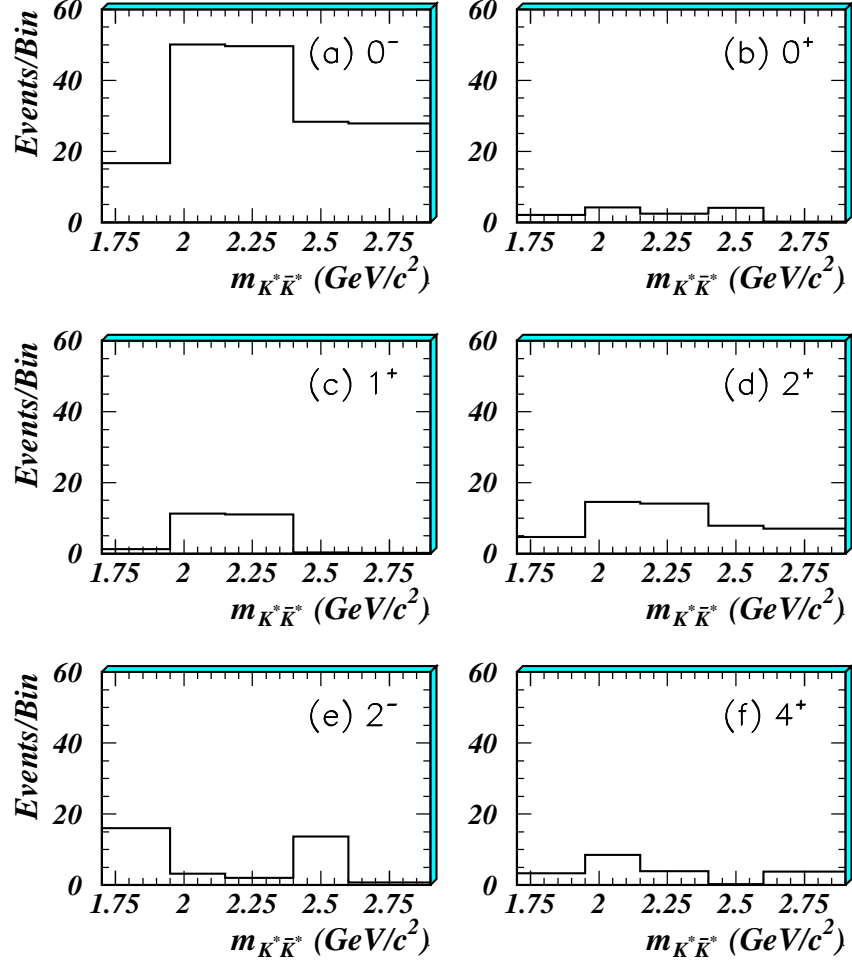 Events/Bin
60
40
20
0
(a) 0⁻
1.75 2 2.25 2.5 2.75
m_{K*K̄*} (GeV/c²)
60
40
20
0
(b) 0⁺
1.75 2 2.25 2.5 2.75
m_{K*K̄*} (GeV/c²)
Events/Bin
60
40
20
0
(c) 1⁺
1.75 2 2.25 2.5 2.75
m_{K*K̄*} (GeV/c²)
60
40
20
0
(d) 2⁺
1.75 2 2.25 2.5 2.75
m_{K*K̄*} (GeV/c²)
Events/Bin
60
40
20
0
(e) 2⁻
1.75 2 2.25 2.5 2.75
m_{K*K̄*} (GeV/c²)
60
40
20
0
(f) 4⁺
1.75 2 2.25 2.5 2.75
m_{K*K̄*} (GeV/c²)